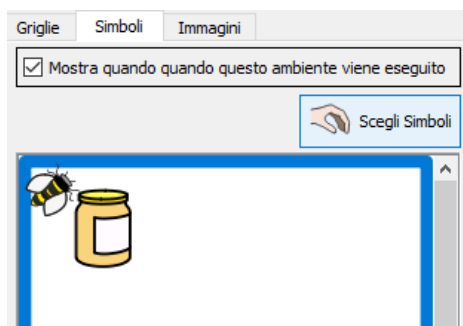 Griglie Simboli Immagini
Mostra quando quando questo ambiente viene eseguito
Scegli Simboli